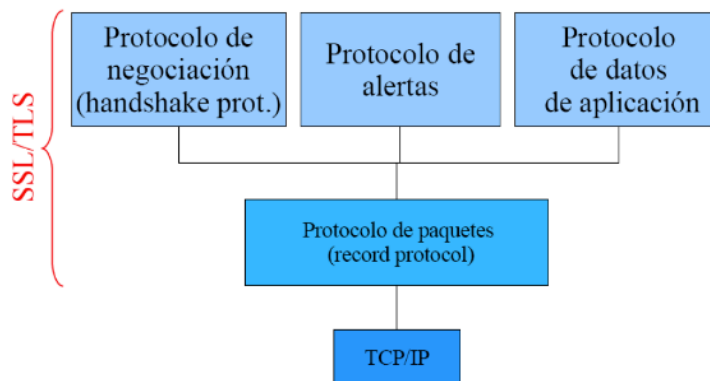 Protocolo de
negociación
(handshake prot.)
Protocolo de
alertas
Protocolo
de datos
de aplicación
SSL/TLS
Protocolo de paquetes
(record protocol)
TCP/IP